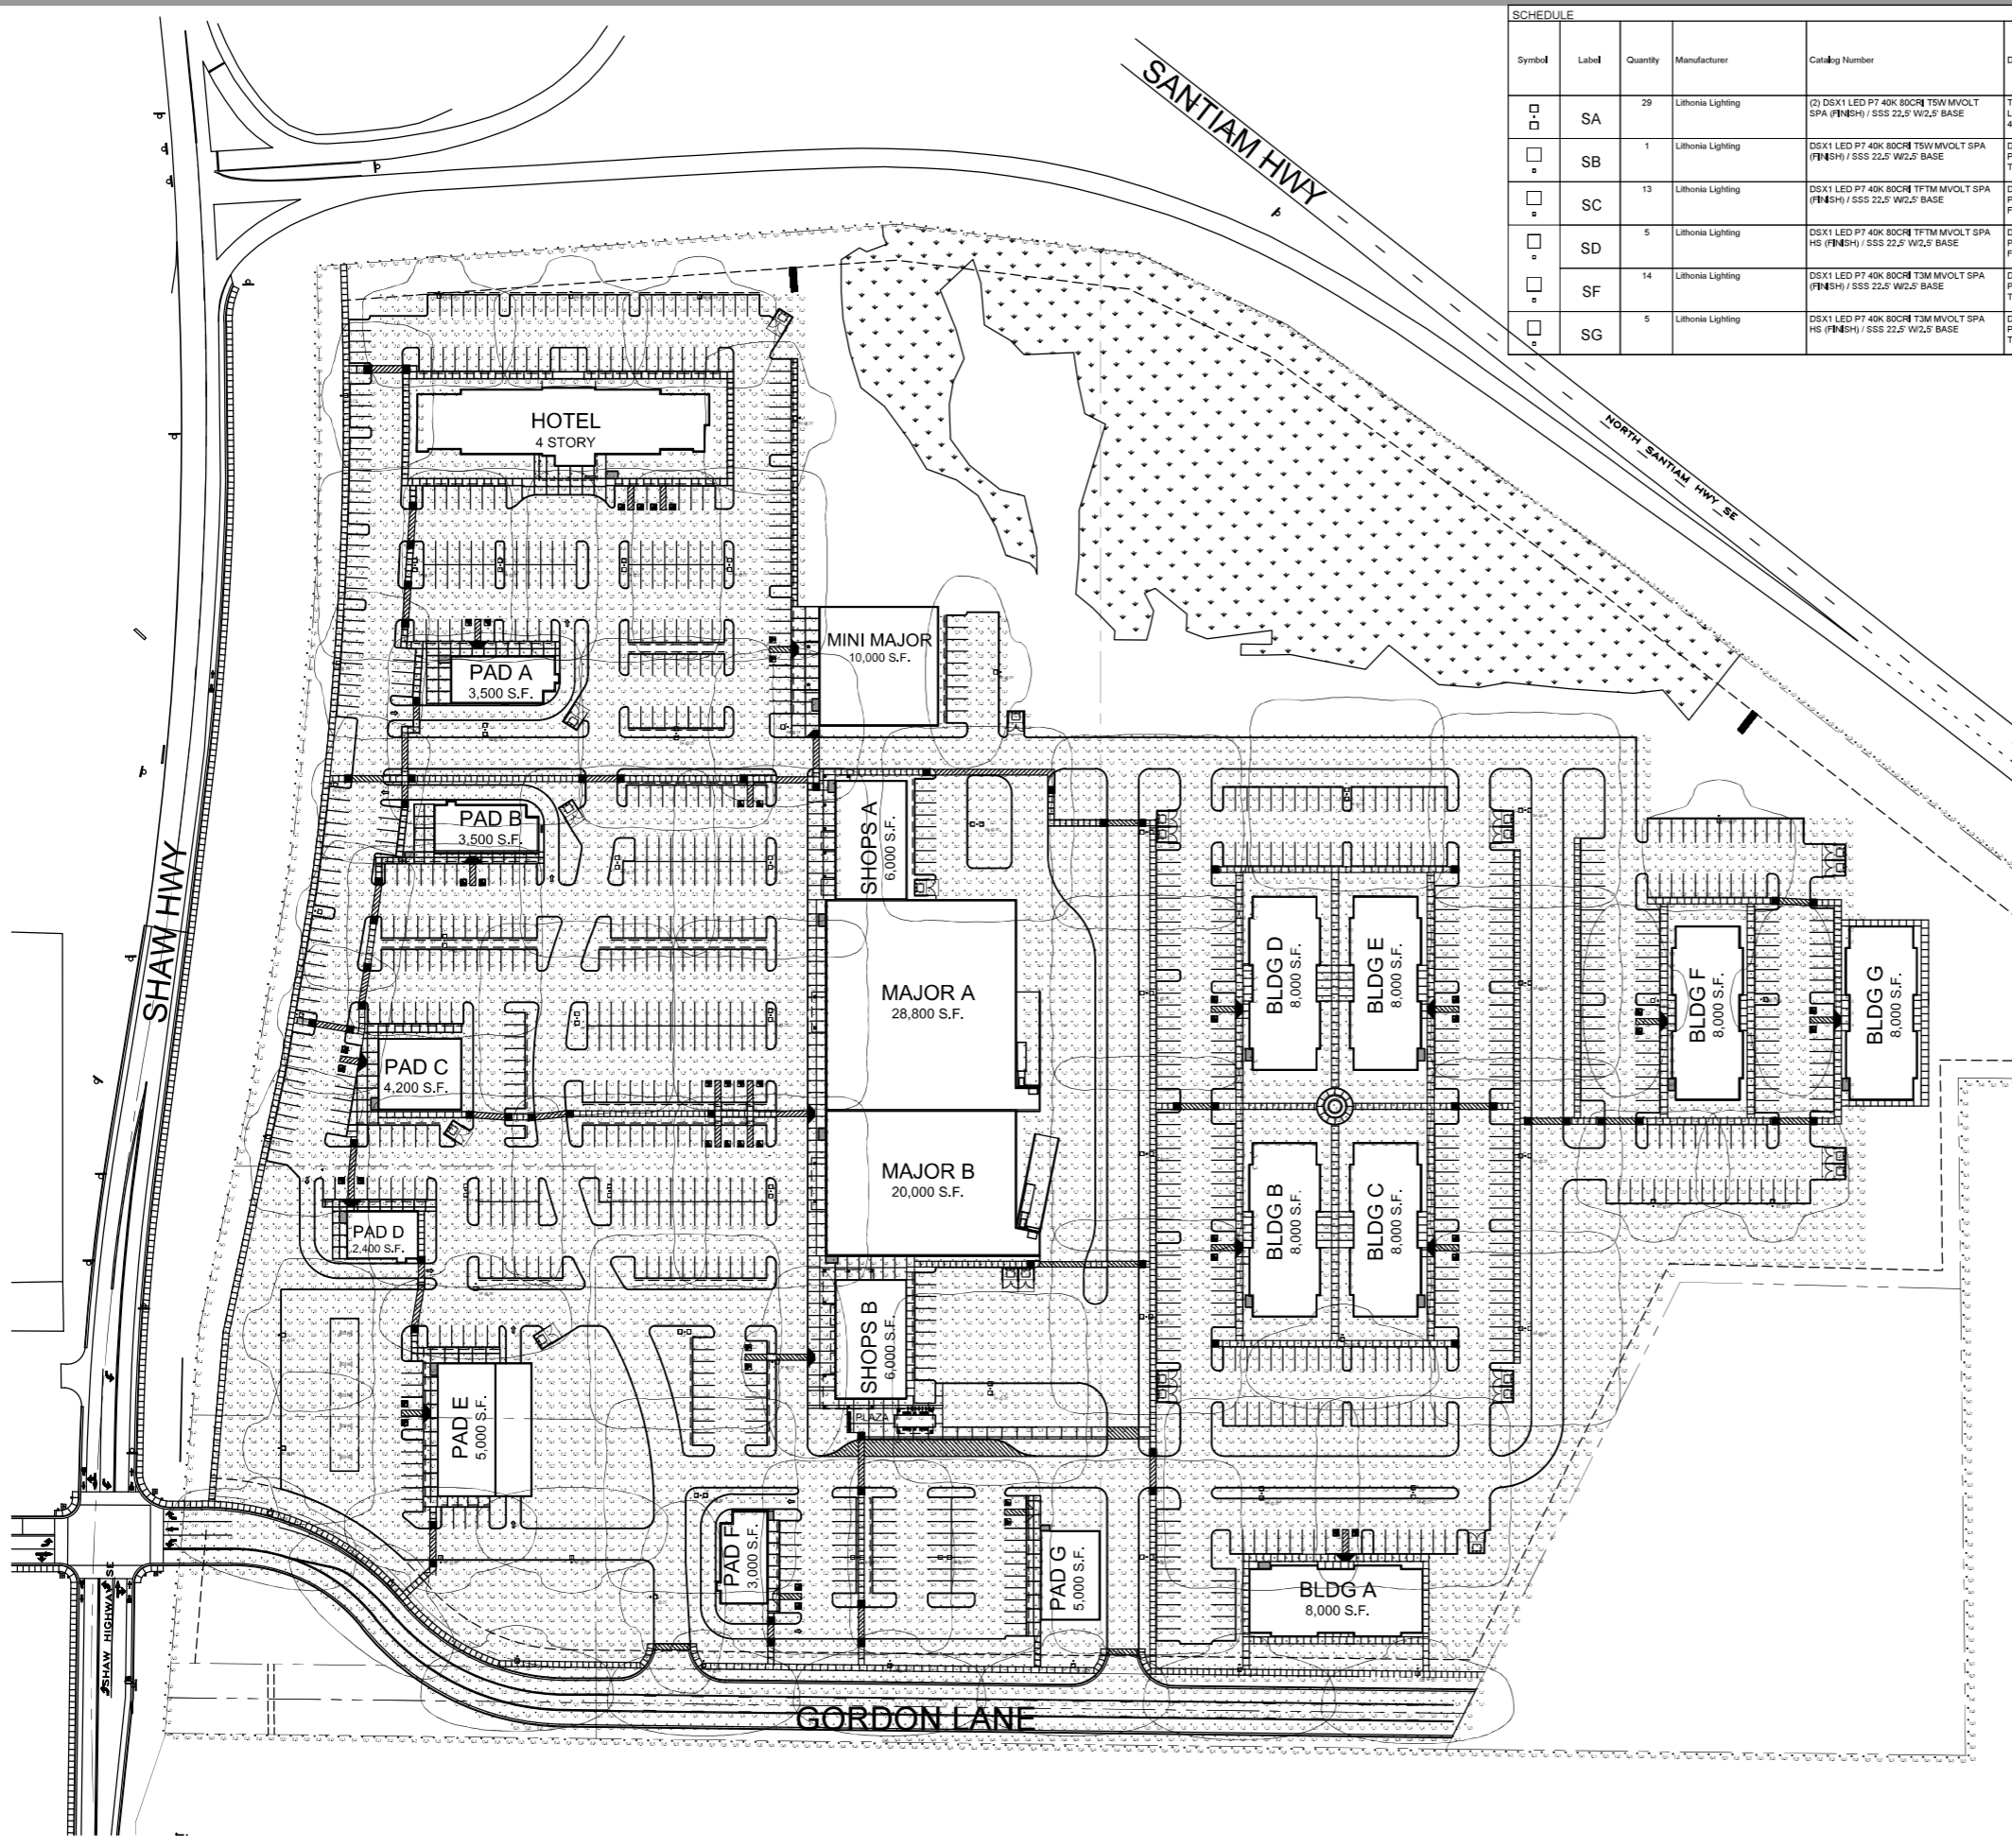 SCHEDULE
Symbol Label Quantity Manufacturer Catalog Number
SA 29 Lithonia Lighting (2) DSX1 LED P7 40K 80CRI T5W MVOLT
SPA (FINISH) / SSS 22.5' W/2.5' BASE
SB 1 Lithonia Lighting DSX1 LED P7 40K 80CRI T5W MVOLT SPA
(FINISH) / SSS 22.5' W/2.5' BASE
SC 13 Lithonia Lighting DSX1 LED P7 40K 80CRI TFTM MVOLT SPA
(FINISH) / SSS 22.5' W/2.5' BASE
SD 5 Lithonia Lighting DSX1 LED P7 40K 80CRI TFTM MVOLT SPA
HS (FINISH) / SSS 22.5' W/2.5' BASE
SF 14 Lithonia Lighting DSX1 LED P7 40K 80CRI T3M MVOLT SPA
(FINISH) / SSS 22.5' W/2.5' BASE
SG 5 Lithonia Lighting DSX1 LED P7 40K 80CRI T3M MVOLT SPA
HS (FINISH) / SSS 22.5' W/2.5' BASE
SANTIAM HWY
NORTH SANTIAM HWY SE
HOTEL
4 STORY
MINI MAJOR
10,000 S.F.
PAD A
3,500 S.F.
PAD B
3,500 S.F.
SHOPS A
6,000 S.F.
SHAW HWY
MAJOR A
28,800 S.F.
BLDG D
8,000 S.F.
BLDG E
8,000 S.F.
BLDG F
8,000 S.F.
BLDG G
8,000 S.F.
PAD C
4,200 S.F.
MAJOR B
20,000 S.F.
BLDG B
8,000 S.F.
BLDG C
8,000 S.F.
PAD D
2,400 S.F.
SHOPS B
6,000 S.F.
PLAZA
PAD E
5,000 S.F.
PAD F
3,000 S.F.
PAD G
5,000 S.F.
BLDG A
8,000 S.F.
SHAW HIGHWAY SE
GORDON LANE